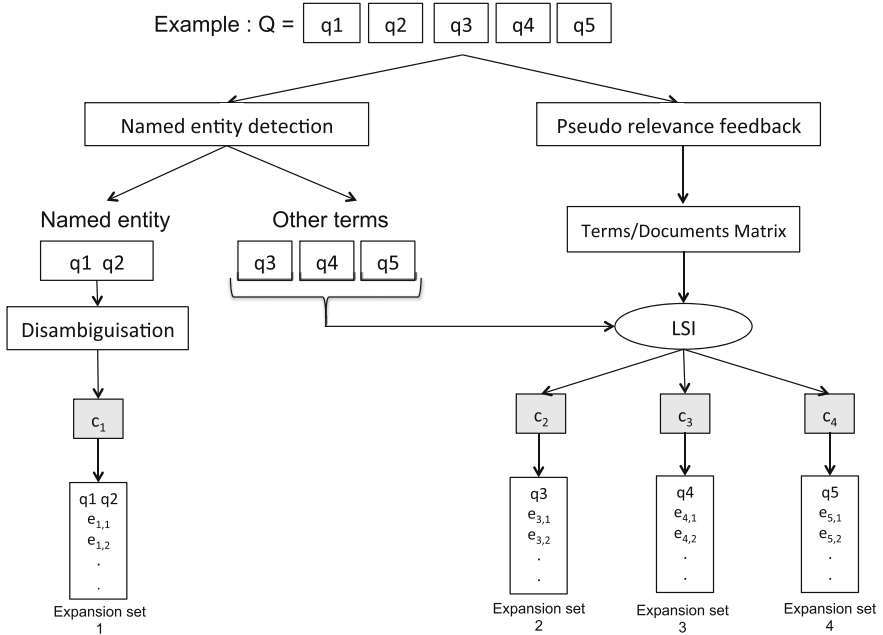 Example : Q = q1 q2 q3 q4 q5
Named entity detection
Pseudo relevance feedback
Named entity
Other terms
Terms/Documents Matrix
q1 q2
q3 q4 q5
Disambiguisation
LSI
c1
c2
c3
c4
q1 q2
e1,1
e1,2
.
.
Expansion set
1
q3
e3,1
e3,2
.
.
Expansion set
2
q4
e4,1
e4,2
.
.
Expansion set
3
q5
e5,1
e5,2
.
.
Expansion set
4